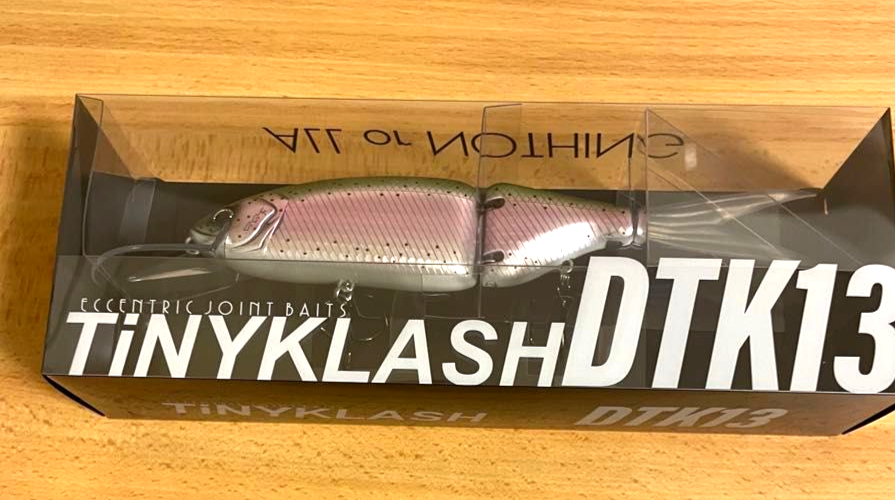 ALL or NOTHING
ECCENTRIC JOINT BAITS
TiNYKLASH DTK13
TiNYKLASH DTK13